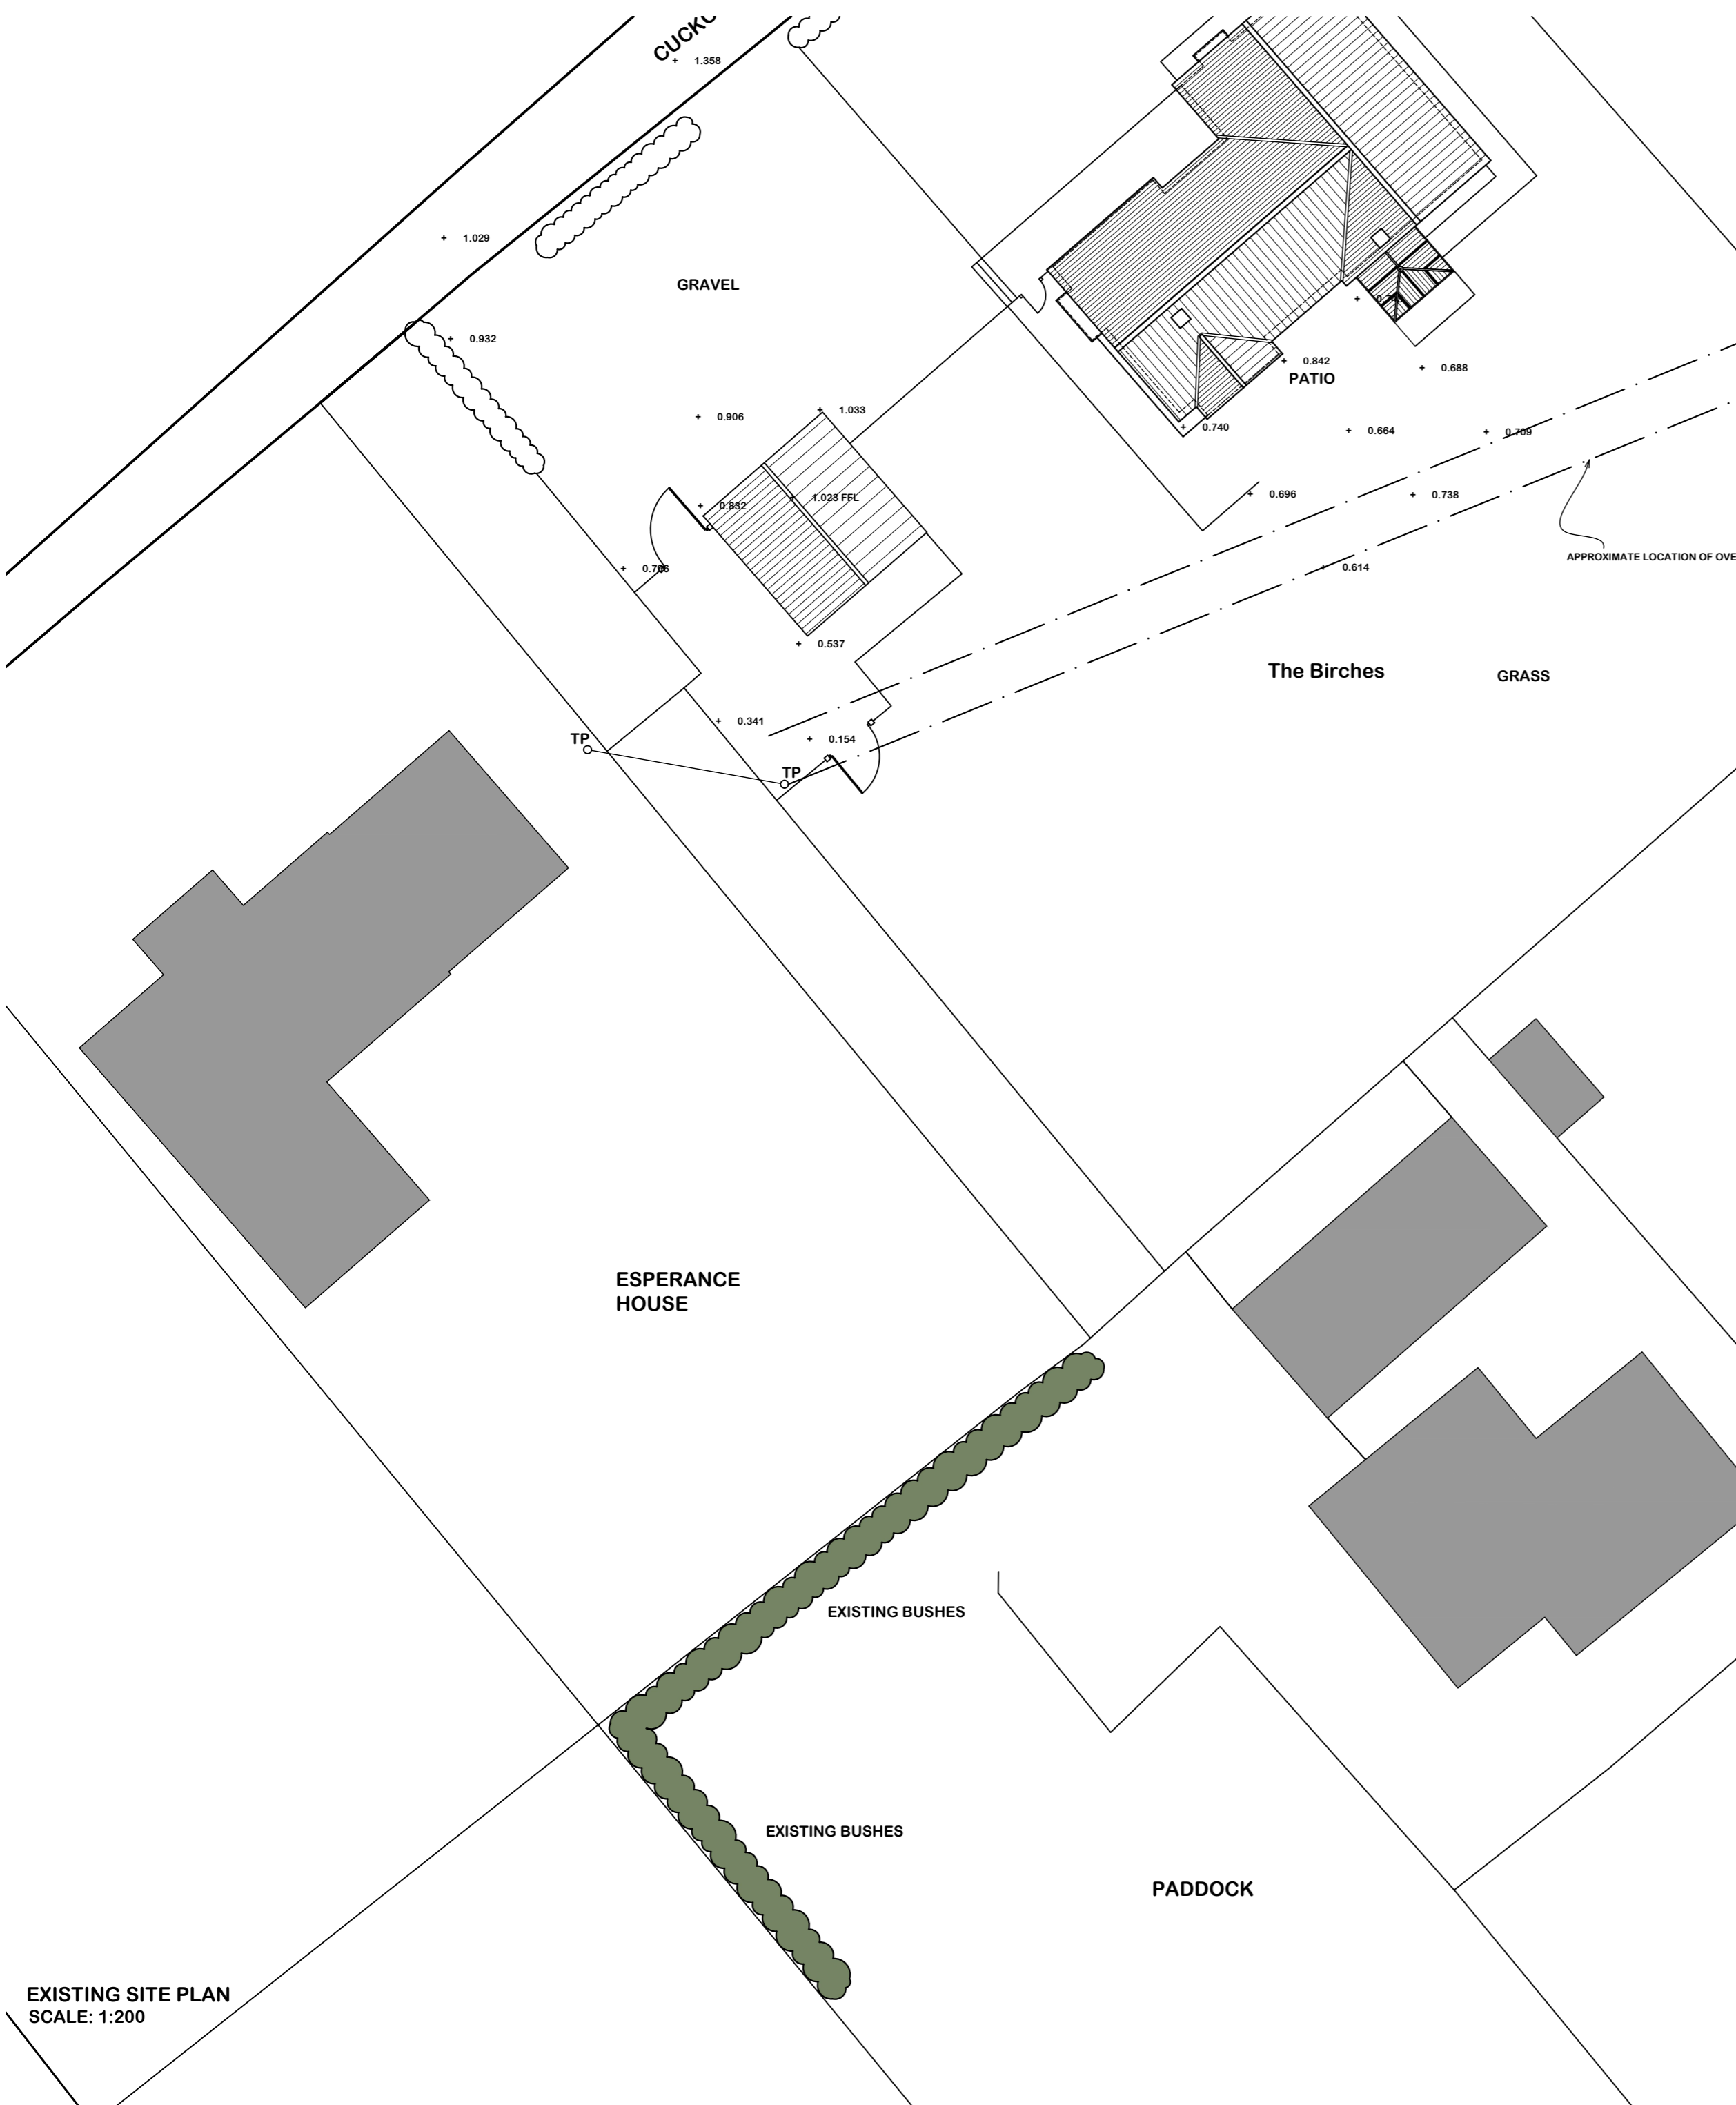 CUCKO
1.358
1.029
GRAVEL
0.932
0.842
PATIO
0.688
1.033
0.906
0.740
0.664
0.709
1.023 FFL
0.696
0.738
0.832
APPROXIMATE LOCATION OF OVE
0.614
0.537
The Birches
GRASS
0.341
TP
0.154
TP
ESPERANCE
HOUSE
EXISTING BUSHES
EXISTING BUSHES
PADDOCK
EXISTING SITE PLAN
SCALE: 1:200